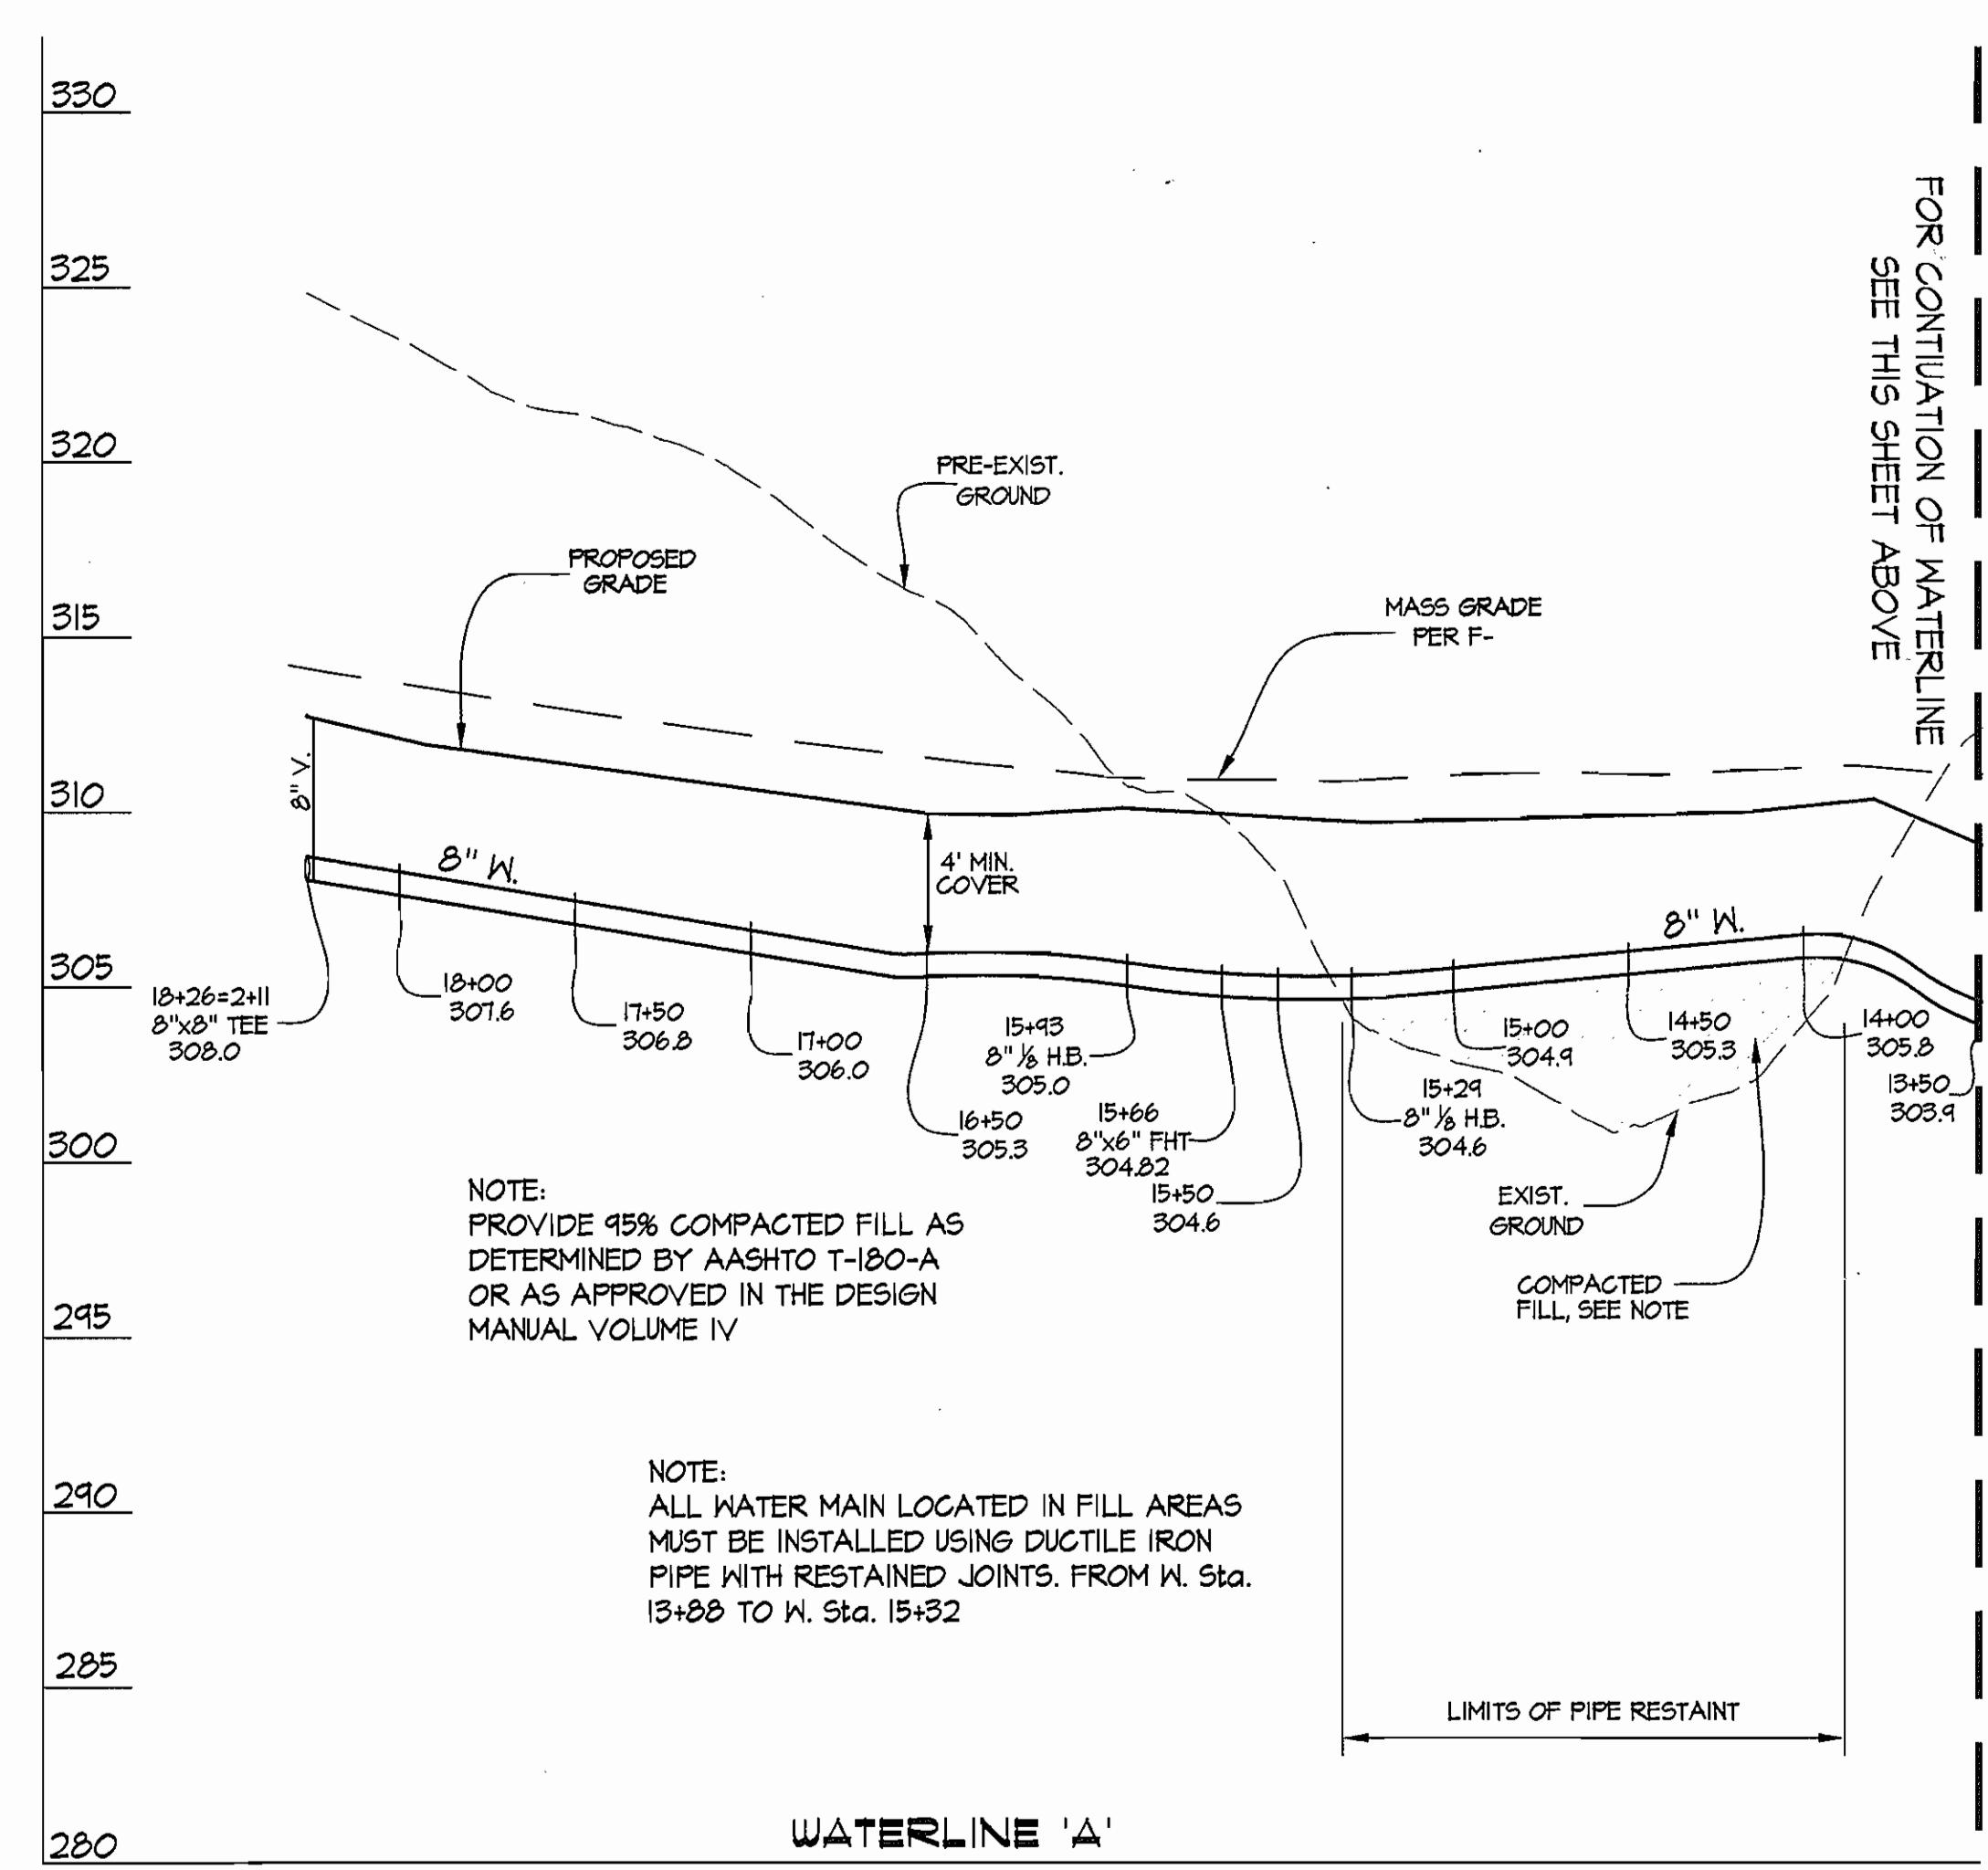 330
325
320
315
310
305
300
295
290
285
280
FOR CONTIUATION OF WATERLINE
SEE THIS SHEET ABOVE
PRE-EXIST.
GROUND
PROPOSED
GRADE
MASS GRADE
PER F-
8" V.
8" W.
4' MIN.
COVER
8" W.
18+26=2+11
8"x8" TEE
308.0
18+00
307.6
17+50
306.8
17+00
306.0
16+50
305.3
15+93
8" 1/8 H.B.
305.0
15+66
8"x6" FHT
304.82
15+50
304.6
15+29
8" 1/8 H.B.
304.6
15+00
304.9
14+50
305.3
14+00
305.8
13+50
303.9
EXIST.
GROUND
COMPACTED
FILL, SEE NOTE
NOTE:
PROVIDE 95% COMPACTED FILL AS
DETERMINED BY AASHTO T-180-A
OR AS APPROVED IN THE DESIGN
MANUAL VOLUME IV
NOTE:
ALL WATER MAIN LOCATED IN FILL AREAS
MUST BE INSTALLED USING DUCTILE IRON
PIPE WITH RESTAINED JOINTS. FROM W. Sta.
13+88 TO W. Sta. 15+32
LIMITS OF PIPE RESTAINT
WATERLINE 'A'